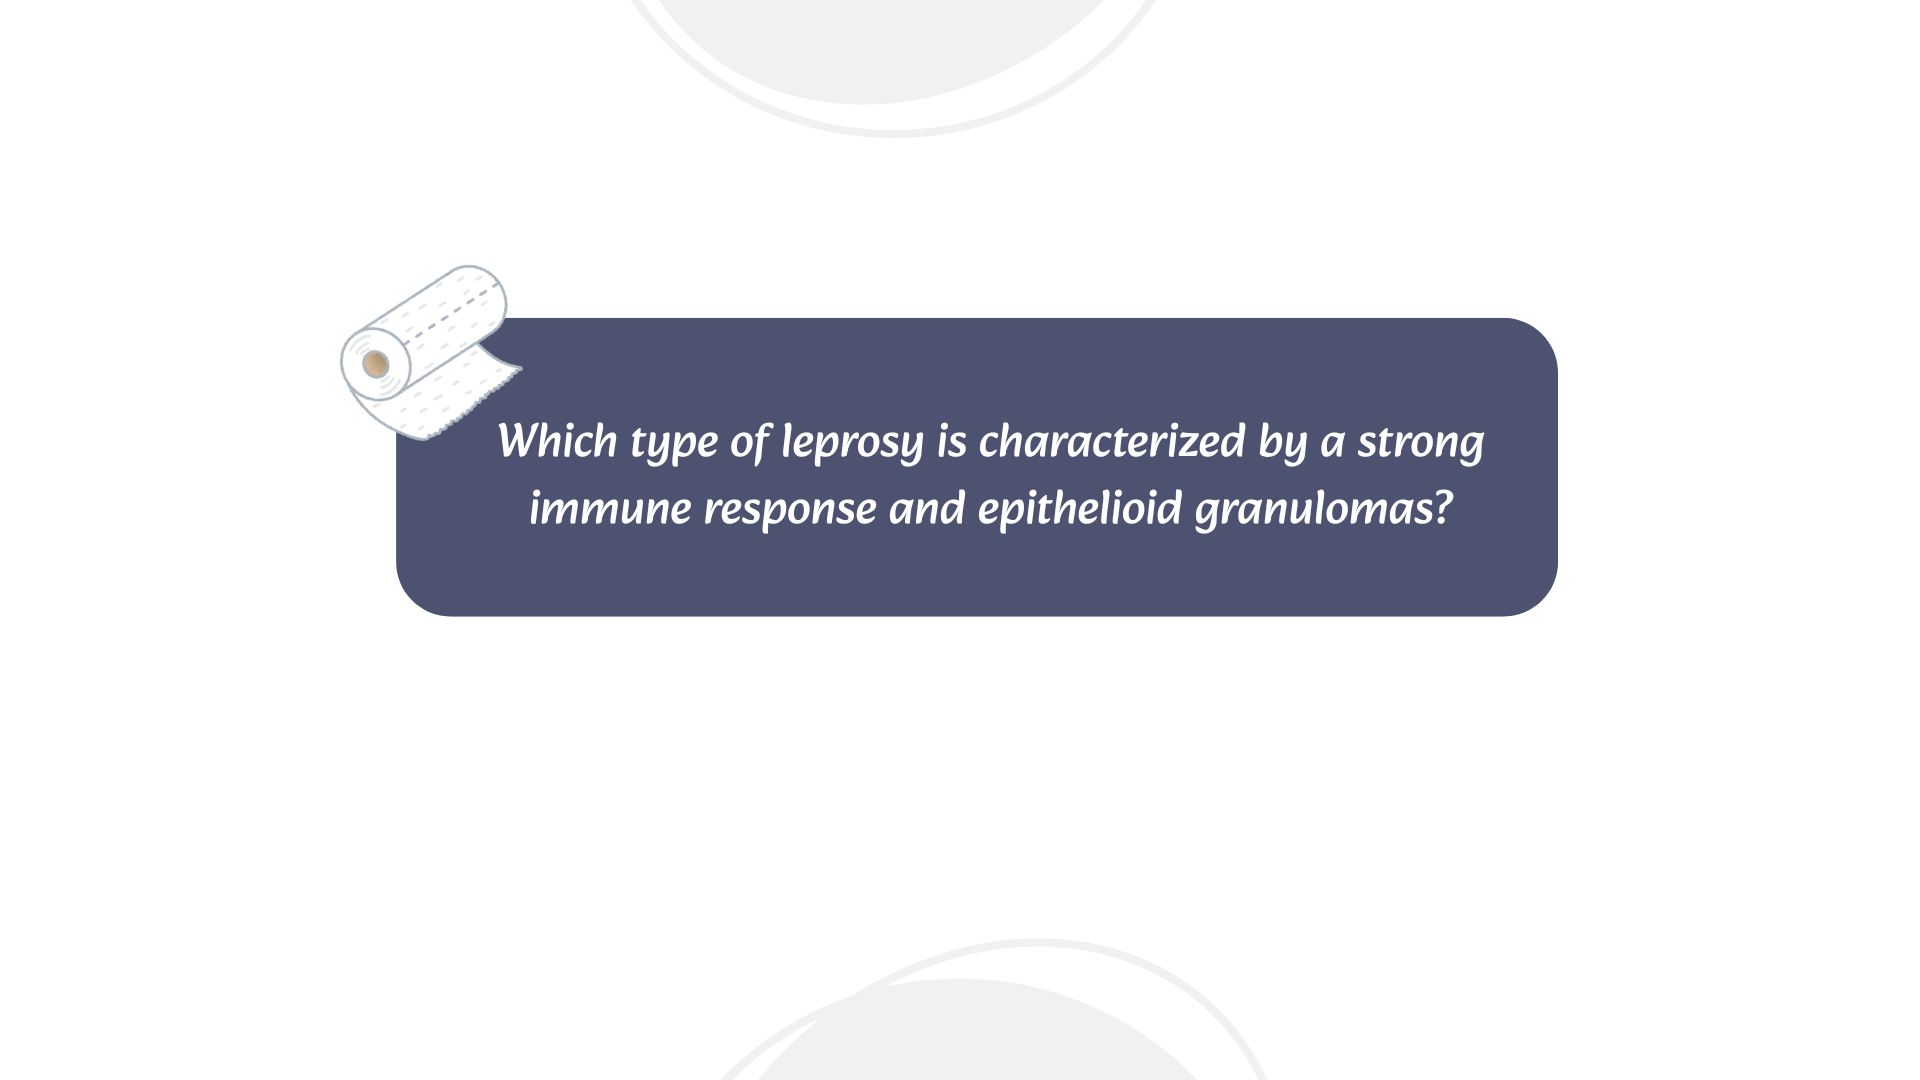 Which type of leprosy is characterized by a strong
immune response and epithelioid granulomas?